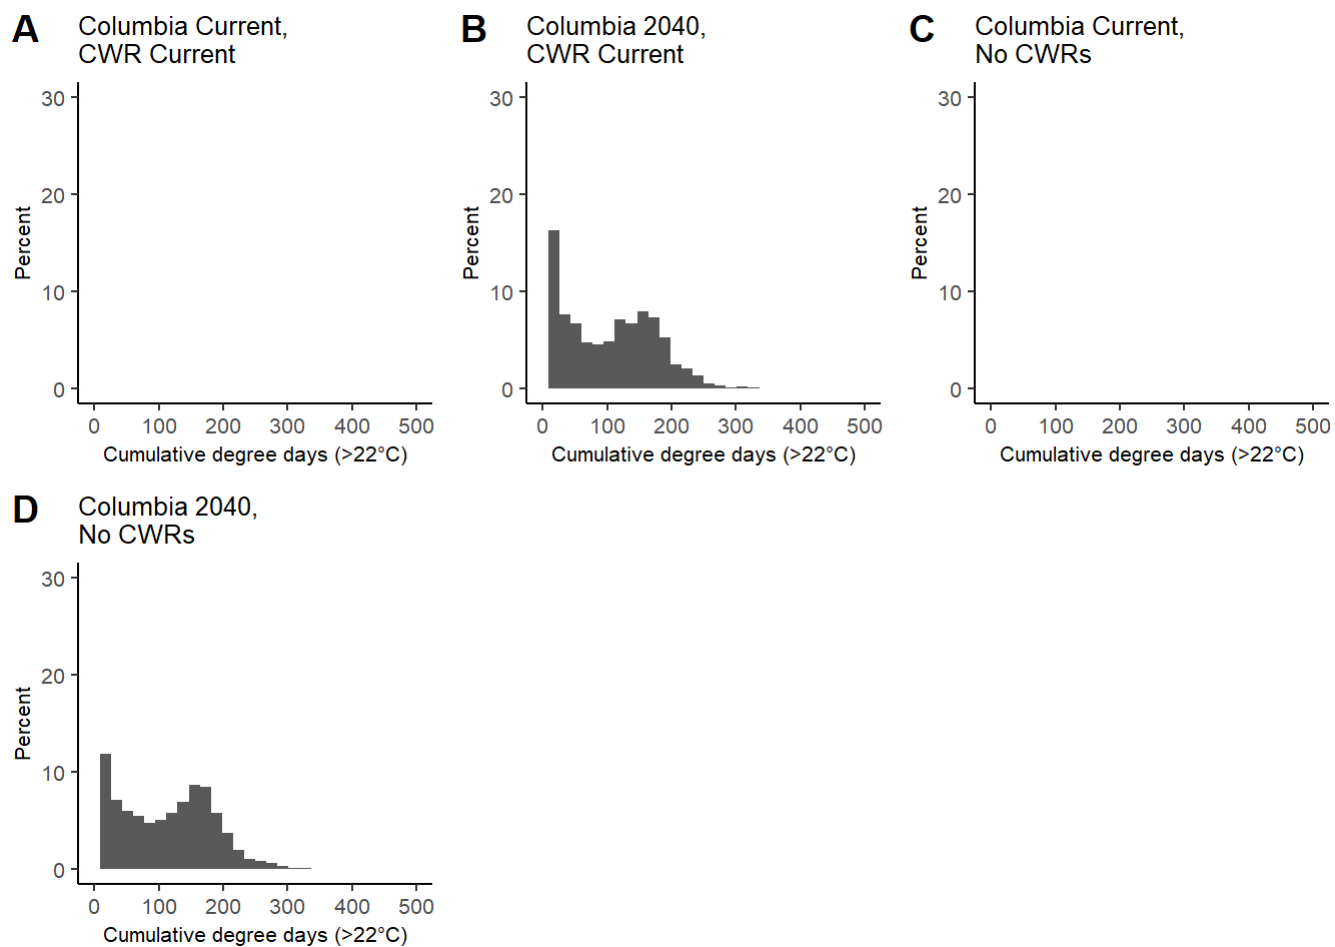 A Columbia Current,
CWR Current
30
20
10
0
Percent
0 100 200 300 400 500
Cumulative degree days (>22°C)
B Columbia 2040,
CWR Current
30
20
10
0
Percent
0 100 200 300 400 500
Cumulative degree days (>22°C)
C Columbia Current,
No CWRs
30
20
10
0
Percent
0 100 200 300 400 500
Cumulative degree days (>22°C)
D Columbia 2040,
No CWRs
30
20
10
0
Percent
0 100 200 300 400 500
Cumulative degree days (>22°C)